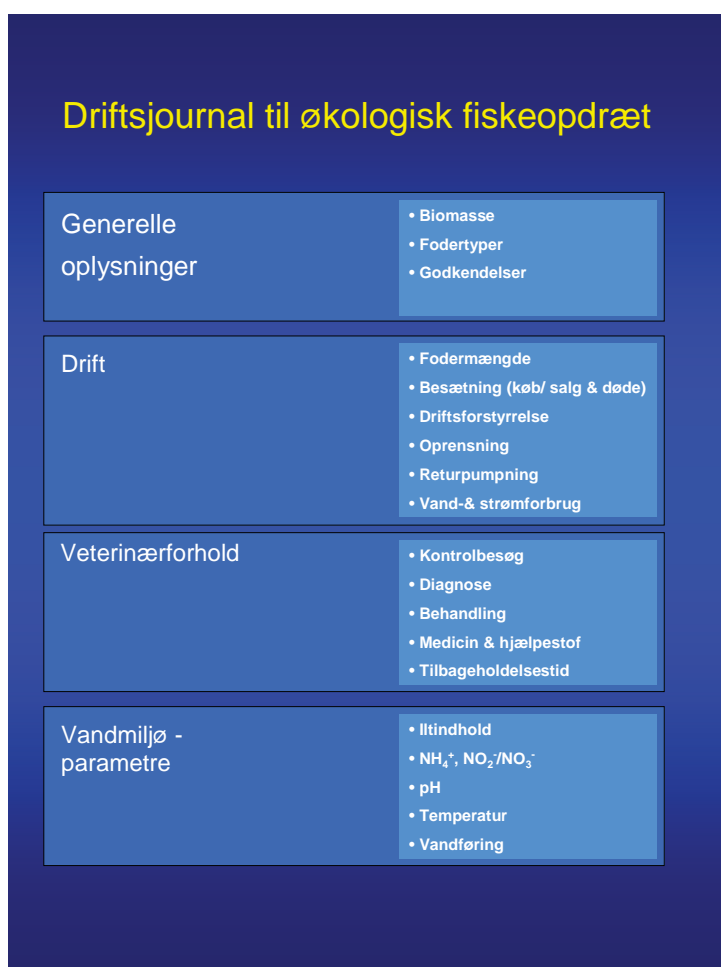 Driftsjournal til økologisk fiskeopdræt
Generelle
oplysninger
• Biomasse
• Fodertyper
• Godkendelser
Drift
• Fodermængde
• Besætning (køb/ salg & døde)
• Driftsforstyrrelse
• Oprensning
• Returpumpning
• Vand-& strømforbrug
Veterinærforhold
• Kontrolbesøg
• Diagnose
• Behandling
• Medicin & hjælpestof
• Tilbageholdelsestid
Vandmiljø -
parametre
• Iltindhold
• NH₄⁺, NO₂⁻/NO₃⁻
• pH
• Temperatur
• Vandføring